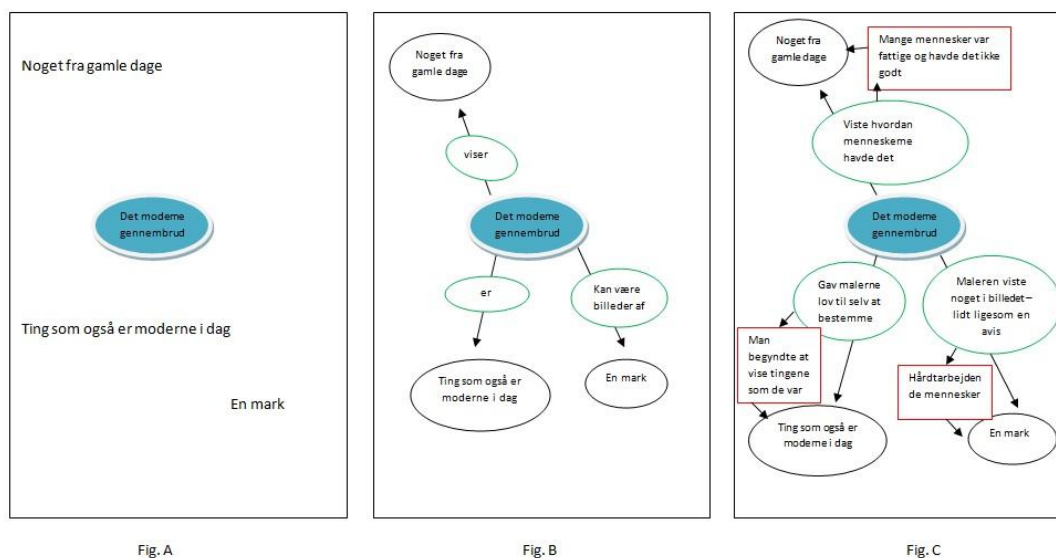 Noget fra gamle dage
Det moderne
gennembrud
Ting som også er moderne i dag
En mark
Fig. A
Noget fra
gamle dage
viser
Det moderne
gennembrud
er
Kan være
billeder af
Ting som også er
moderne i dag
En mark
Fig. B
Noget fra
gamle dage
Mange mennesker var
fattige og havde det ikke
godt
Viste hvordan
menneskerne
havde det
Det moderne
gennembrud
Gav malerne
lov til selv at
bestemme
Maleren viste
noget i billedet –
lidt ligesom en
avis
Man
begyndte at
vise tingene
som de var
Hårdtarbejden
de mennesker
Ting som også er
moderne i dag
En mark
Fig. C